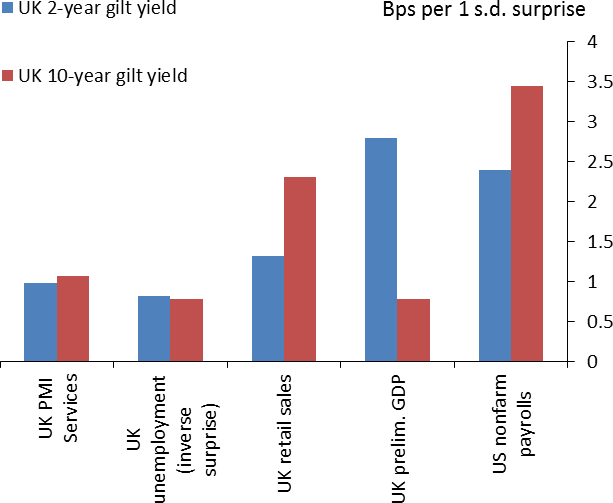 UK 2-year gilt yield
Bps per 1 s.d. surprise
UK 10-year gilt yield
4
3.5
3
2.5
2
1.5
1
0.5
0
UK PMI
Services
UK
unemployment
(inverse
surprise)
UK retail sales
UK prelim. GDP
US nonfarm
payrolls